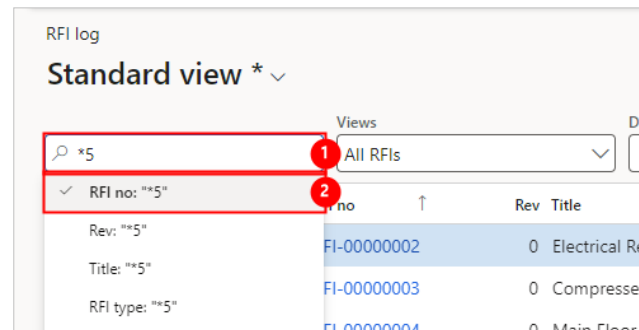 RFI log
Standard view *
Views
D
*5
1
All RFIs
RFI no: "*5"
2
no ↑ Rev Title
Rev: "*5"
FI-00000002 0 Electrical Re
Title: "*5"
FI-00000003 0 Compresse
RFI type: "*5"
FI-00000004 0 Main Floor